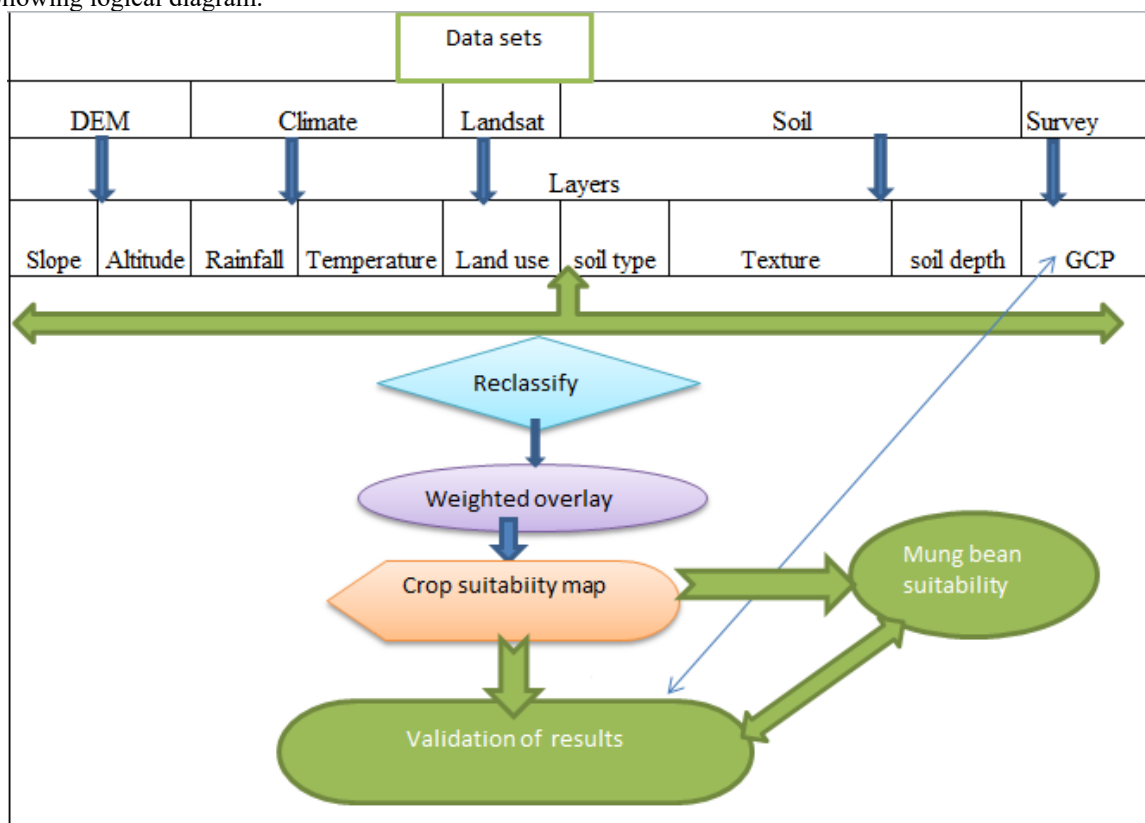 howing logical diagram.
Data sets
DEM Climate Landsat Soil Survey
Layers
Slope Altitude Rainfall Temperature Land use soil type Texture soil depth GCP
Reclassify
Weighted overlay
Crop suitabiity map
Mung bean
suitability
Validation of results